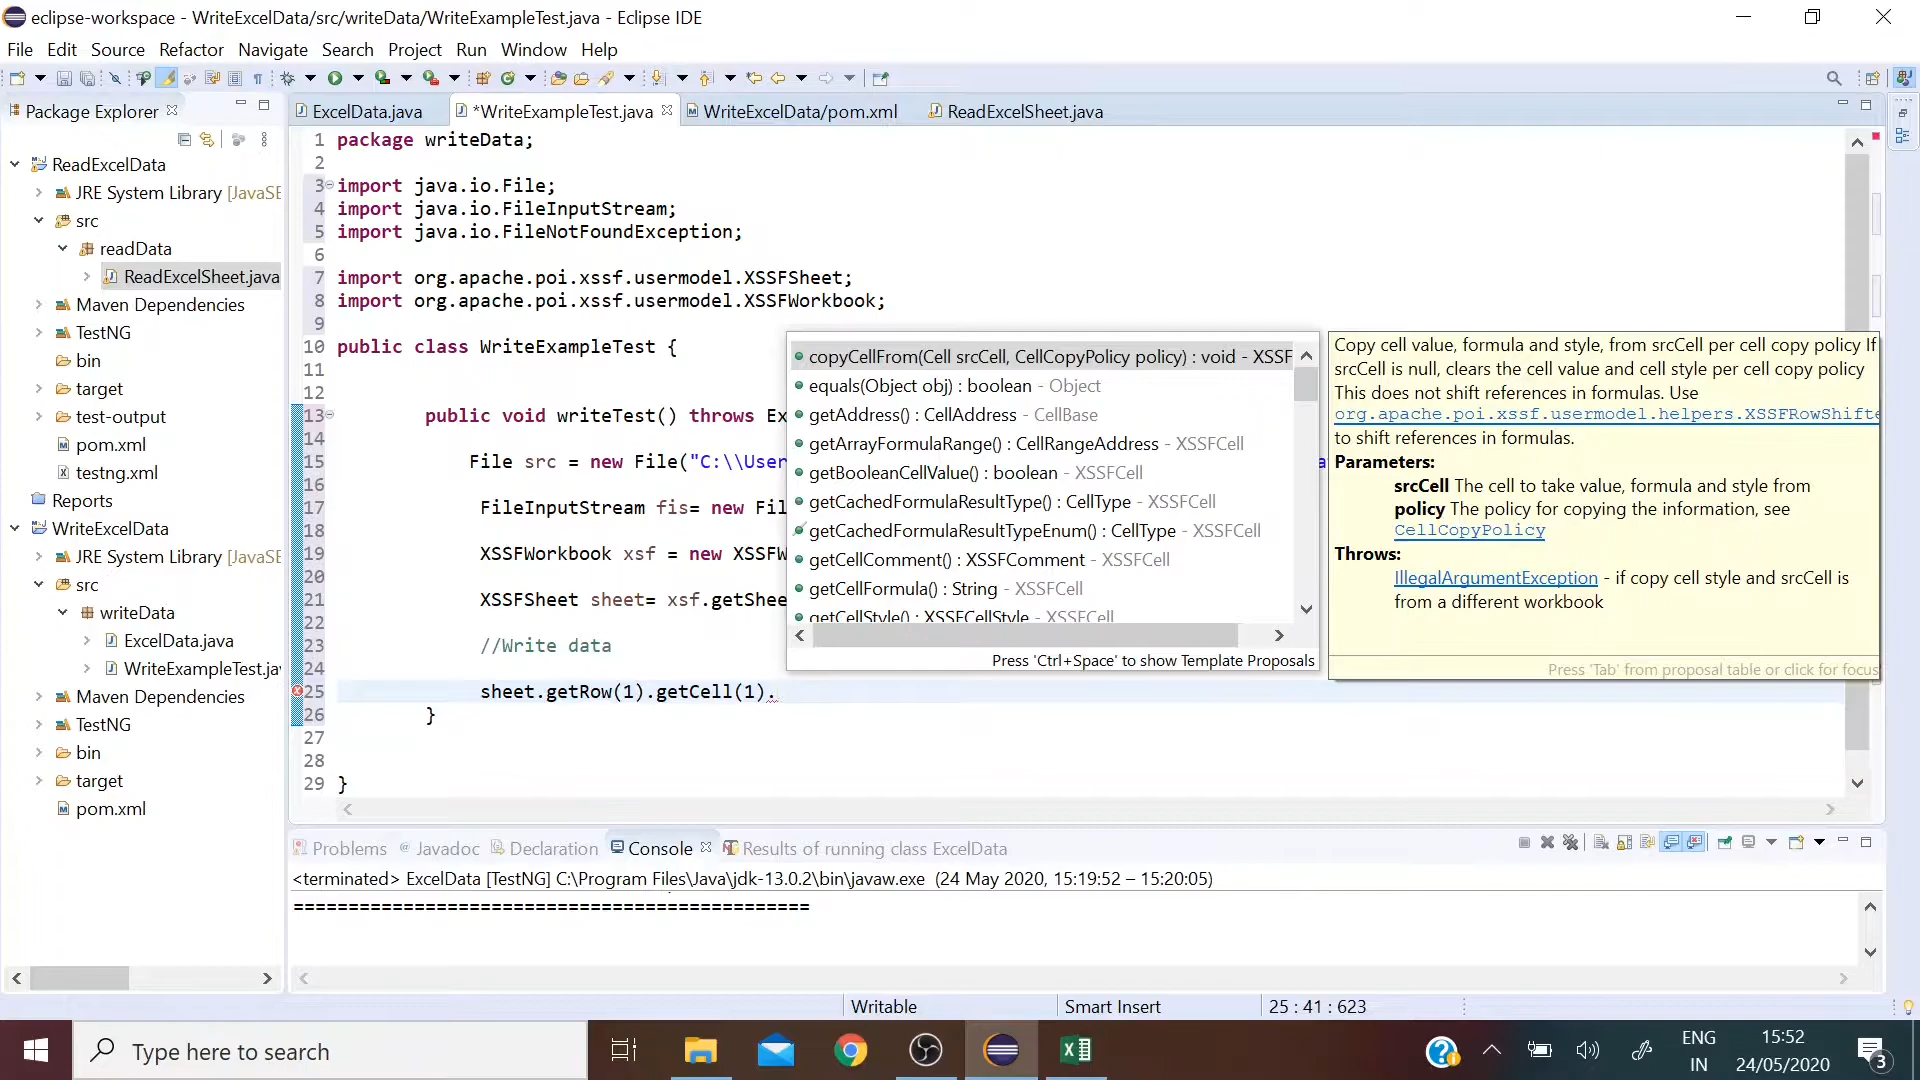 eclipse-workspace - WriteExcelData/src/writeData/WriteExampleTest.java - Eclipse IDE
File Edit Source Refactor Navigate Search Project Run Window Help
Package Explorer
ExcelData.java
*WriteExampleTest.java
WriteExcelData/pom.xml
ReadExcelSheet.java
ReadExcelData
JRE System Library [JavaSE
src
readData
ReadExcelSheet.java
Maven Dependencies
TestNG
bin
target
test-output
pom.xml
testng.xml
Reports
WriteExcelData
JRE System Library [JavaSE
src
writeData
ExcelData.java
WriteExampleTest.ja
Maven Dependencies
TestNG
bin
target
pom.xml
1 package writeData;
2
3 import java.io.File;
4 import java.io.FileInputStream;
5 import java.io.FileNotFoundException;
6
7 import org.apache.poi.xssf.usermodel.XSSFSheet;
8 import org.apache.poi.xssf.usermodel.XSSFWorkbook;
9
10 public class WriteExampleTest {
11
12
13 public void writeTest() throws Ex
14
15 File src = new File("C:\\User
16
17 FileInputStream fis= new Fil
18
19 XSSFWorkbook xsf = new XSSFW
20
21 XSSFSheet sheet= xsf.getShee
22
23 //Write data
24
25 sheet.getRow(1).getCell(1).
26 }
27
28
29 }
copyCellFrom(Cell srcCell, CellCopyPolicy policy) : void - XSSF
equals(Object obj) : boolean - Object
getAddress() : CellAddress - CellBase
getArrayFormulaRange() : CellRangeAddress - XSSFCell
getBooleanCellValue() : boolean - XSSFCell
getCachedFormulaResultType() : CellType - XSSFCell
getCachedFormulaResultTypeEnum() : CellType - XSSFCell
getCellComment() : XSSFComment - XSSFCell
getCellFormula() : String - XSSFCell
getCellStyle() : XSSFCellStyle - XSSFCell
Press 'Ctrl+Space' to show Template Proposals
Copy cell value, formula and style, from srcCell per cell copy policy If
srcCell is null, clears the cell value and cell style per cell copy policy
This does not shift references in formulas. Use
org.apache.poi.xssf.usermodel.helpers.XSSFRowShifte
to shift references in formulas.
Parameters:
srcCell The cell to take value, formula and style from
policy The policy for copying the information, see
CellCopyPolicy
Throws:
IllegalArgumentException - if copy cell style and srcCell is
from a different workbook
Press 'Tab' from proposal table or click for focus
Problems Javadoc Declaration Console Results of running class ExcelData
<terminated> ExcelData [TestNG] C:\Program Files\Java\jdk-13.0.2\bin\javaw.exe (24 May 2020, 15:19:52 – 15:20:05)
===============================================
Writable Smart Insert 25 : 41 : 623
Type here to search
ENG
IN
15:52
24/05/2020
3